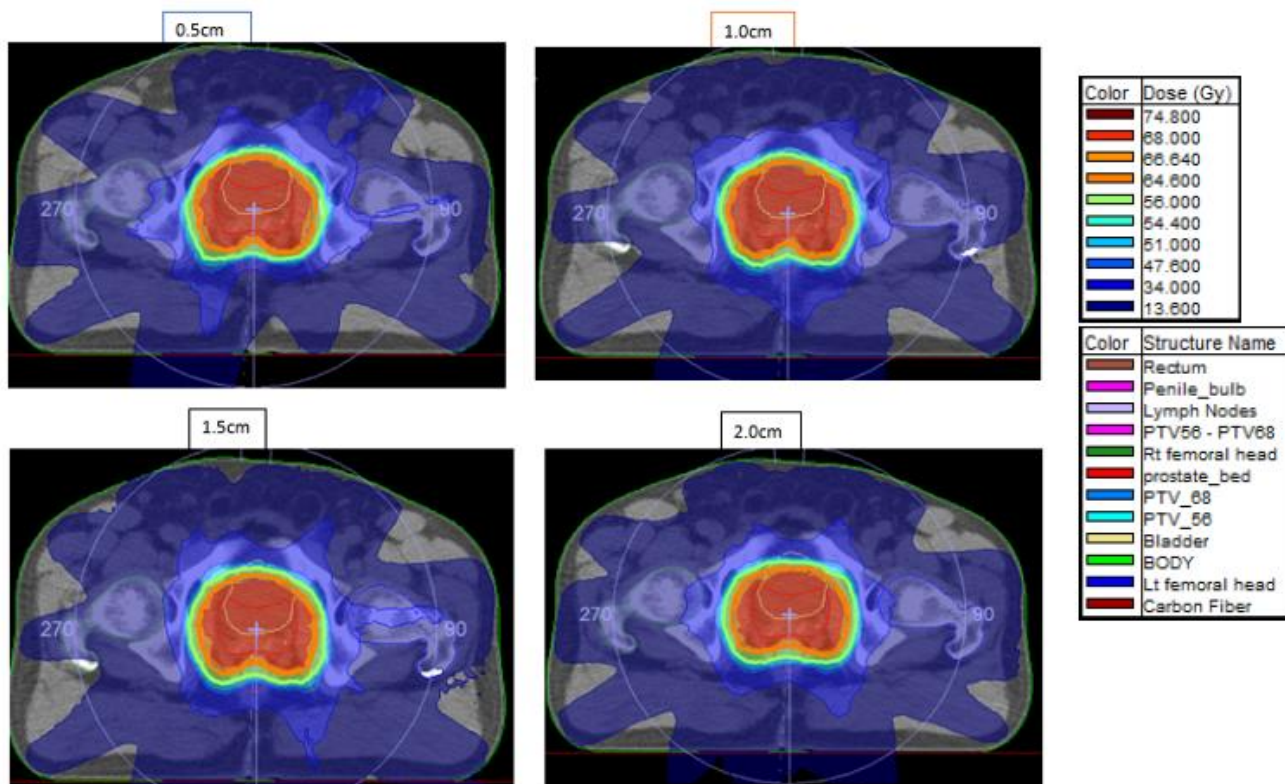 0.5cm
1.0cm
270
90
270
90
1.5cm
2.0cm
270
90
270
90
Color Dose (Gy)
74.800
68.000
66.640
64.600
56.000
54.400
51.000
47.600
34.000
13.600
Color Structure Name
Rectum
Penile_bulb
Lymph Nodes
PTV56 - PTV68
Rt femoral head
prostate_bed
PTV_68
PTV_56
Bladder
BODY
Lt femoral head
Carbon Fiber